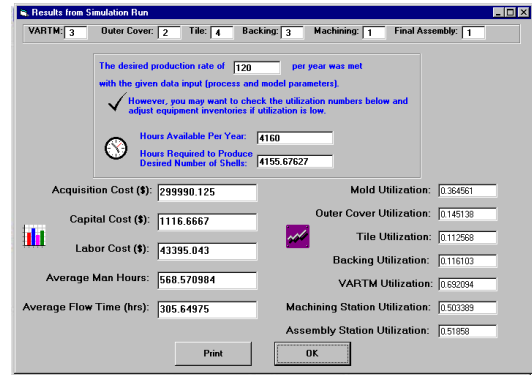 Results from Simulation Run
VARTM: 3 Outer Cover: 2 Tile: 4 Backing: 3 Machining: 1 Final Assembly: 1
The desired production rate of 120 per year was met
with the given data input (process and model parameters).
However, you may want to check the utilization numbers below and
adjust equipment inventories if utilization is low.
Hours Available Per Year: 4160
Hours Required to Produce
Desired Number of Shells: 4155.67627
Acquisition Cost ($): 299990.125
Capital Cost ($): 1116.6667
Labor Cost ($): 43395.043
Average Man Hours: 568.570984
Average Flow Time (hrs): 305.64975
Mold Utilization: 0.364561
Outer Cover Utilization: 0.145138
Tile Utilization: 0.112568
Backing Utilization: 0.116103
VARTM Utilization: 0.692094
Machining Station Utilization: 0.503389
Assembly Station Utilization: 0.51858
Print OK